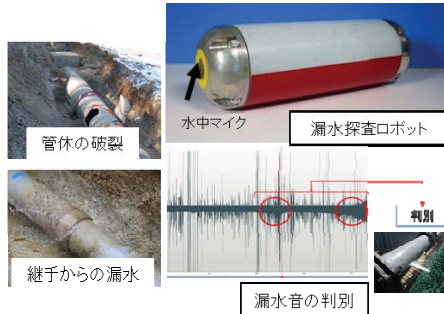 管体の破裂
水中マイク
漏水探査ロボット
継手からの漏水
判別
漏水音の判別